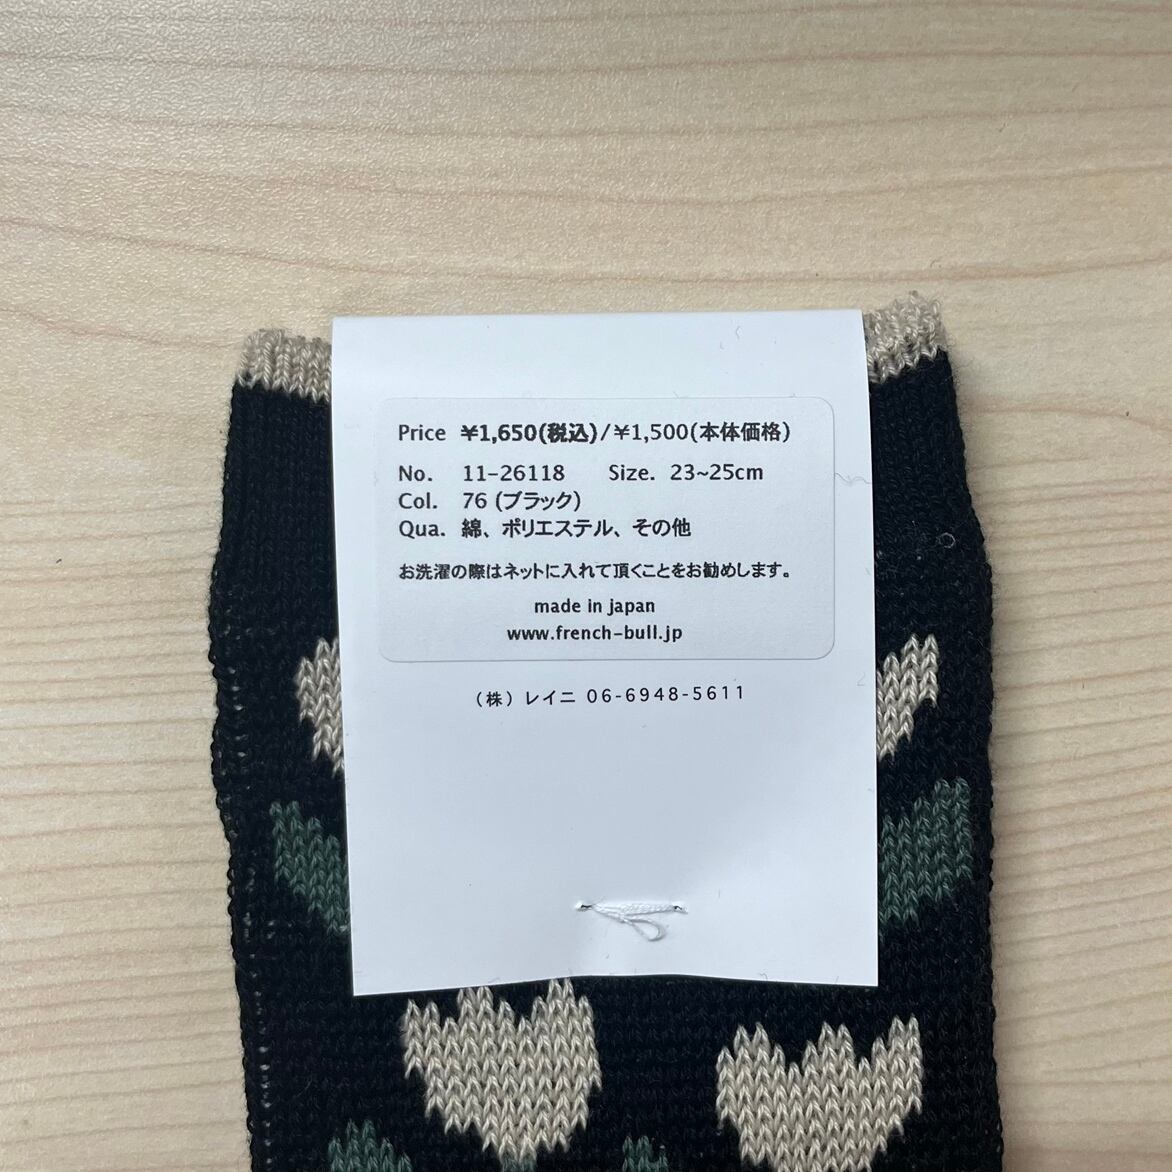 Price ¥1,650(税込)/¥1,500(本体価格)
No. 11-26118 Size. 23~25cm
Col. 76 (ブラック)
Qua. 綿、ポリエステル、その他
お洗濯の際はネットに入れて頂くことをお勧めします。
made in japan
www.french-bull.jp
(株) レイニ 06-6948-5611